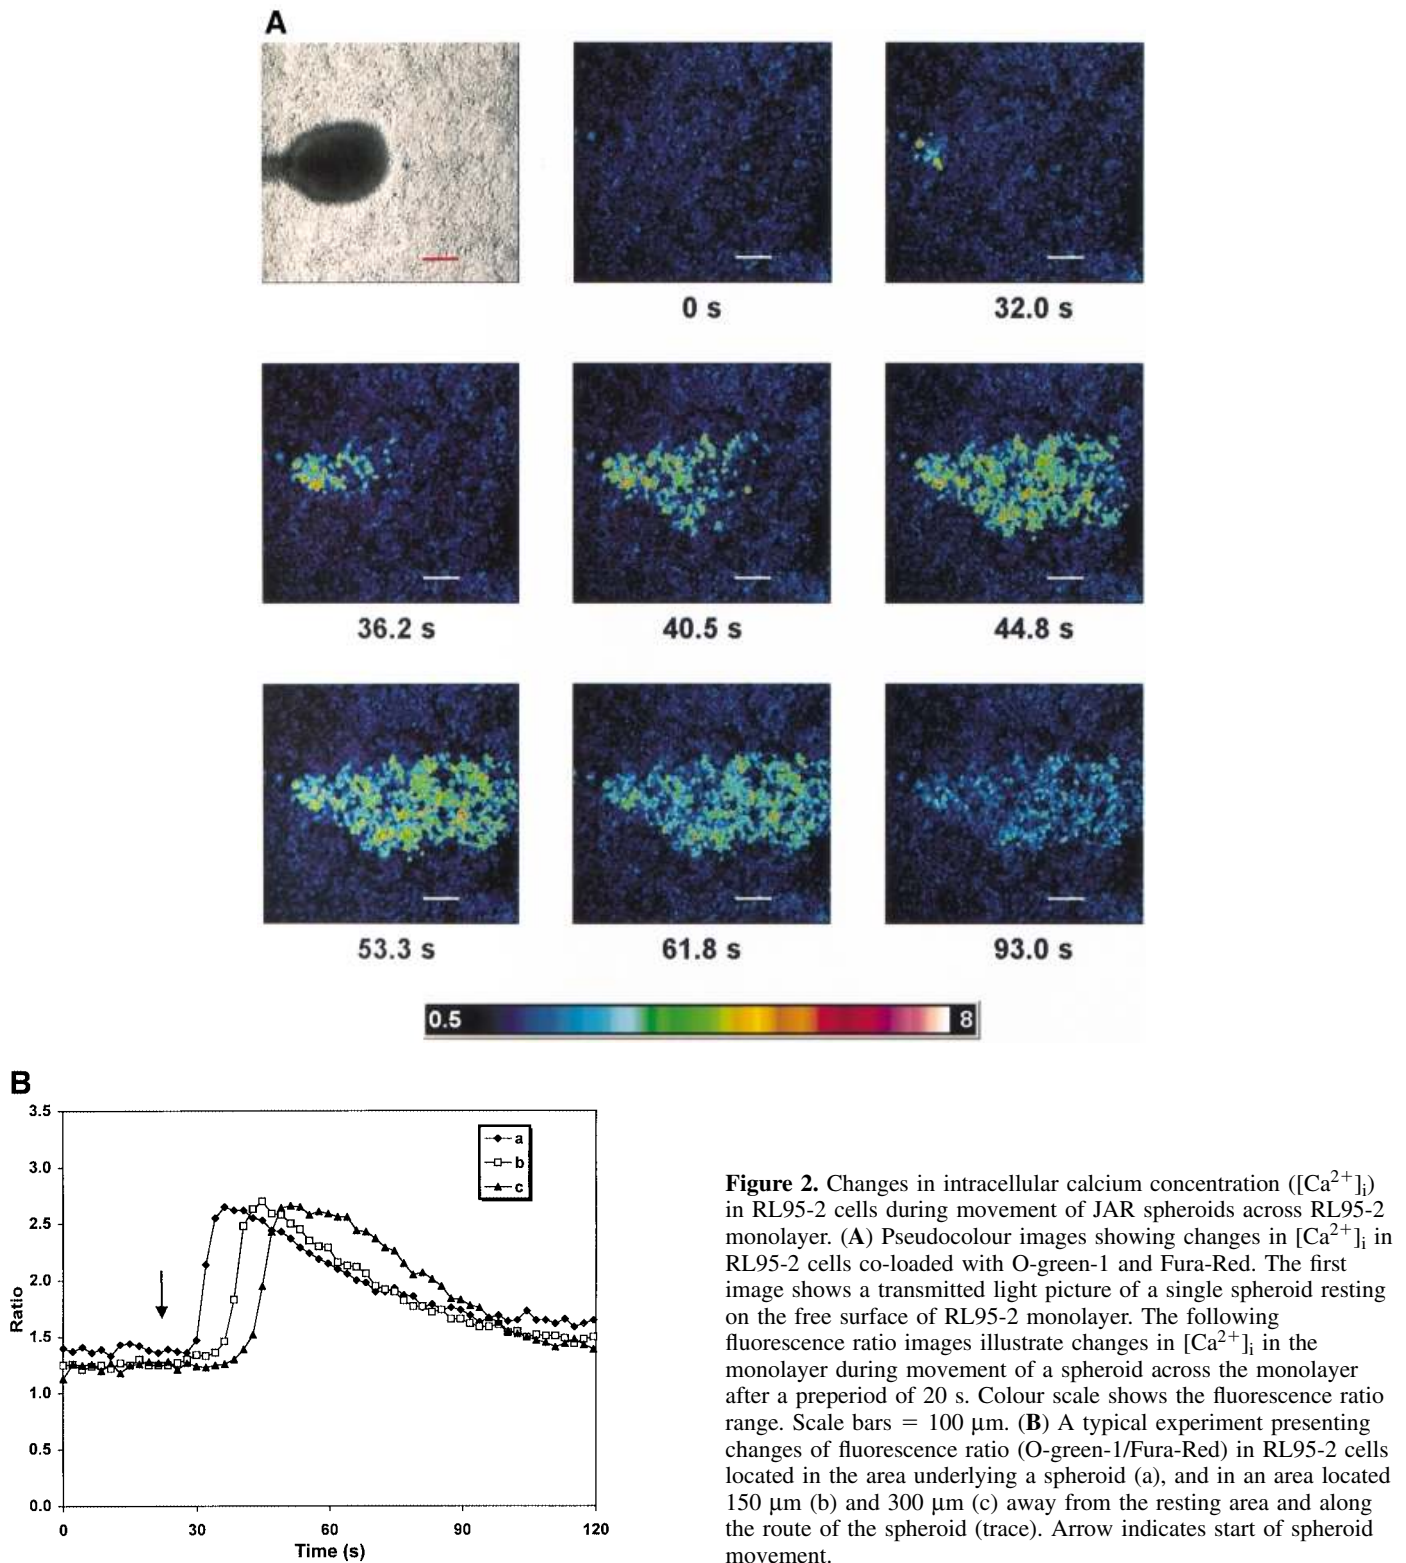 A
0 s
32.0 s
36.2 s
40.5 s
44.8 s
53.3 s
61.8 s
93.0 s
0.5
8
B
3.5
3.0
2.5
2.0
1.5
1.0
0.5
0.0
Ratio
a
b
c
0
30
60
90
120
Time (s)
Figure 2. Changes in intracellular calcium concentration ([Ca²⁺]ᵢ)
in RL95-2 cells during movement of JAR spheroids across RL95-2
monolayer. (A) Pseudocolour images showing changes in [Ca²⁺]ᵢ in
RL95-2 cells co-loaded with O-green-1 and Fura-Red. The first
image shows a transmitted light picture of a single spheroid resting
on the free surface of RL95-2 monolayer. The following
fluorescence ratio images illustrate changes in [Ca²⁺]ᵢ in the
monolayer during movement of a spheroid across the monolayer
after a preperiod of 20 s. Colour scale shows the fluorescence ratio
range. Scale bars = 100 μm. (B) A typical experiment presenting
changes of fluorescence ratio (O-green-1/Fura-Red) in RL95-2 cells
located in the area underlying a spheroid (a), and in an area located
150 μm (b) and 300 μm (c) away from the resting area and along
the route of the spheroid (trace). Arrow indicates start of spheroid
movement.